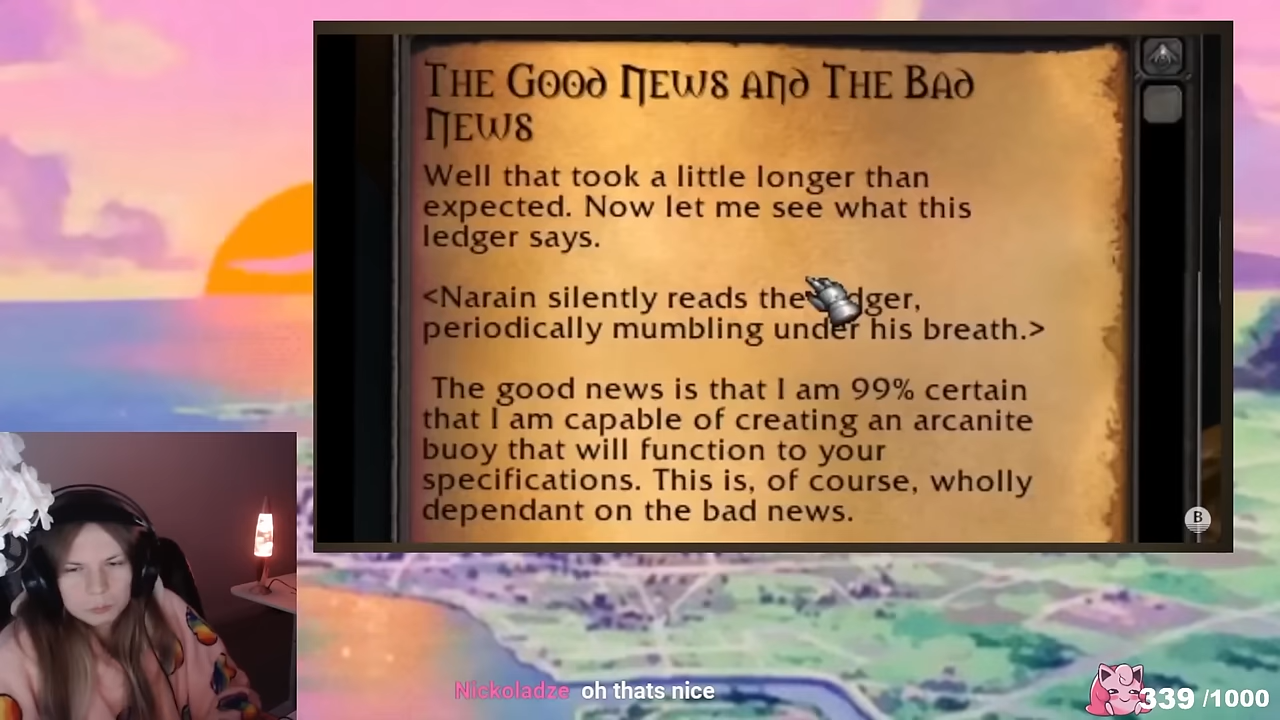 The Good News and The Bad
News
Well that took a little longer than
expected. Now let me see what this
ledger says.
<Narain silently reads the dger,
periodically mumbling under his breath.>
The good news is that I am 99% certain
that I am capable of creating an arcanite
buoy that will function to your
specifications. This is, of course, wholly
dependant on the bad news.
B
Nickoladze oh thats nice
339 /1000